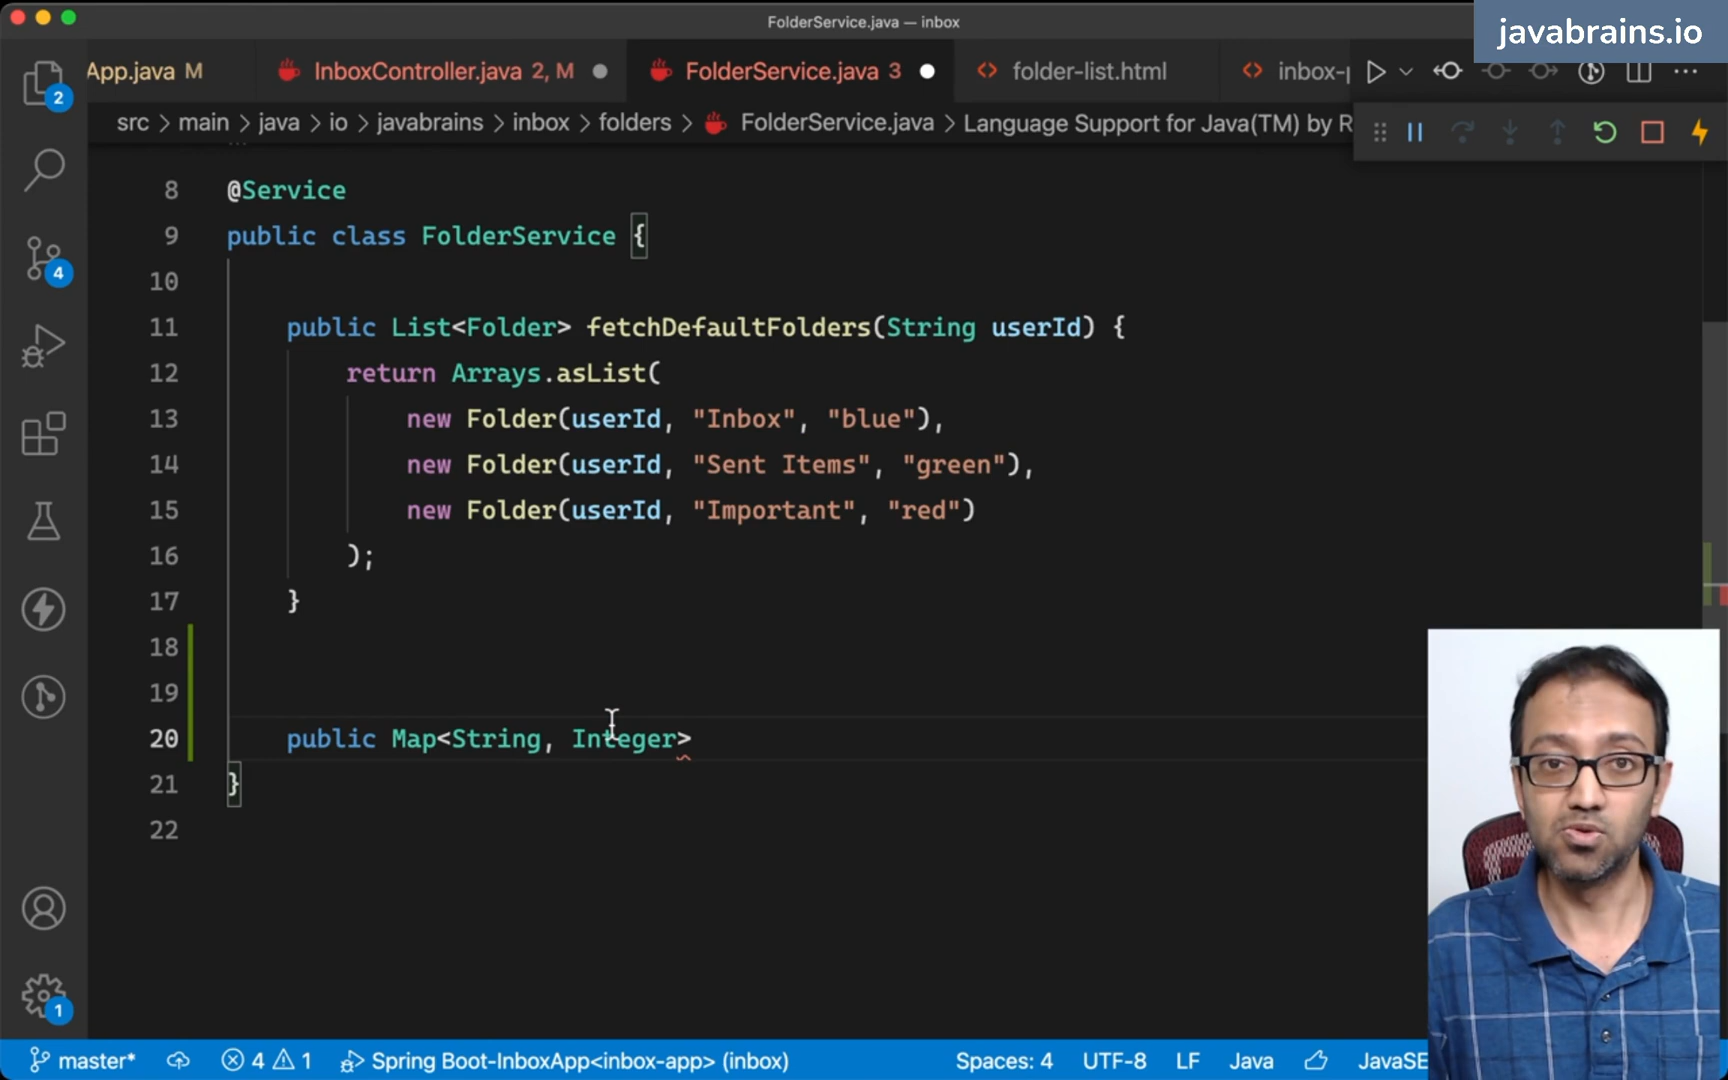 FolderService.java — inbox
javabrains.io
App.java M
InboxController.java 2, M
FolderService.java 3
folder-list.html
inbox-p
src > main > java > io > javabrains > inbox > folders > FolderService.java > Language Support for Java(TM) by R
8 @Service
9 public class FolderService {
10
11 public List<Folder> fetchDefaultFolders(String userId) {
12 return Arrays.asList(
13 new Folder(userId, "Inbox", "blue"),
14 new Folder(userId, "Sent Items", "green"),
15 new Folder(userId, "Important", "red")
16 );
17 }
18
19
20 public Map<String, Integer>
21 }
22
2
4
1
master* 4 1 Spring Boot-InboxApp<inbox-app> (inbox) Spaces: 4 UTF-8 LF Java JavaSE